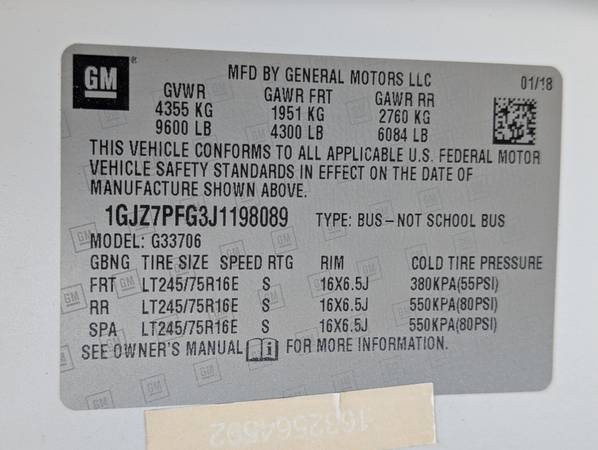 GM MFD BY GENERAL MOTORS LLC 01/18
GVWR GAWR FRT GAWR RR
4355 KG 1951 KG 2760 KG
9600 LB 4300 LB 6084 LB
THIS VEHICLE CONFORMS TO ALL APPLICABLE U.S. FEDERAL MOTOR
VEHICLE SAFETY STANDARDS IN EFFECT ON THE DATE OF
MANUFACTURE SHOWN ABOVE.
1GJZ7PFG3J1198089 TYPE: BUS-NOT SCHOOL BUS
MODEL: G33706
GBNG TIRE SIZE SPEED RTG RIM COLD TIRE PRESSURE
FRT LT245/75R16E S 16X6.5J 380KPA(55PSI)
RR LT245/75R16E S 16X6.5J 550KPA(80PSI)
SPA LT245/75R16E S 16X6.5J 550KPA(80PSI)
SEE OWNER'S MANUAL FOR MORE INFORMATION.
1632564592